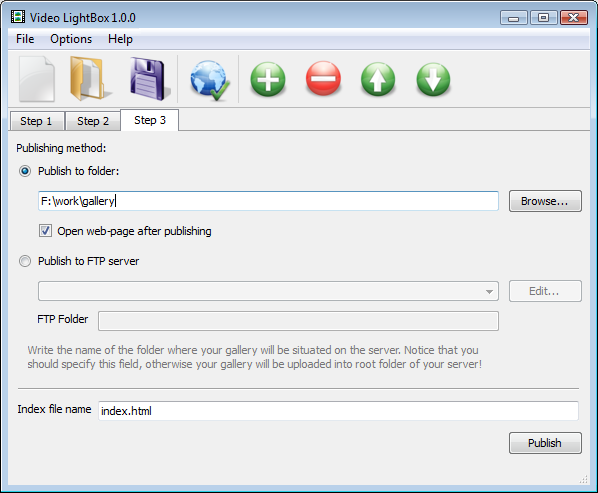 Video LightBox 1.0.0
File Options Help
Step 1 Step 2 Step 3
Publishing method:
Publish to folder:
F:\work\gallery
Browse...
Open web-page after publishing
Publish to FTP server
Edit...
FTP Folder
Write the name of the folder where your gallery will be situated on the server. Notice that you
should specify this field, otherwise your gallery will be uploaded into root folder of your server!
Index file name index.html
Publish